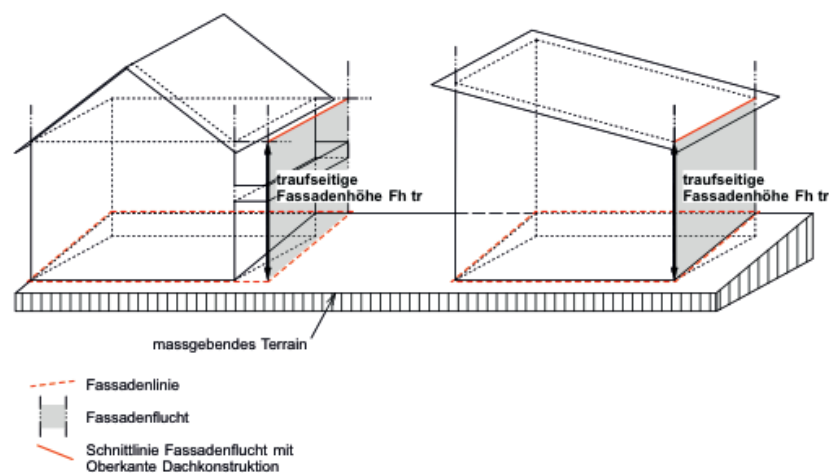 traufseitige
Fassadenhöhe Fh tr
traufseitige
Fassadenhöhe Fh tr
massgebendes Terrain
Fassadenlinie
Fassadenflucht
Schnittlinie Fassadenflucht mit
Oberkante Dachkonstruktion